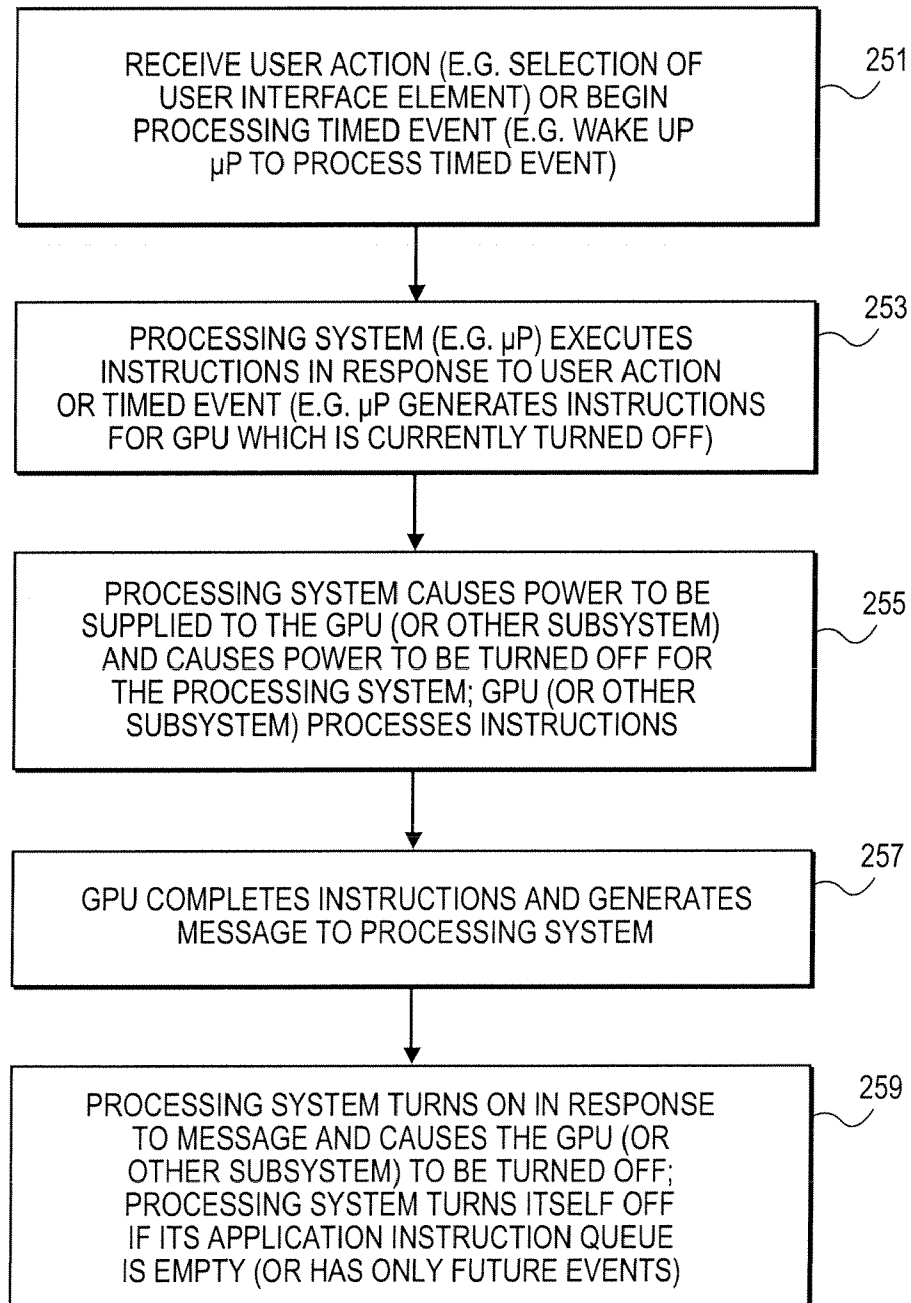 RECEIVE USER ACTION (E.G. SELECTION OF
USER INTERFACE ELEMENT) OR BEGIN
PROCESSING TIMED EVENT (E.G. WAKE UP
µP TO PROCESS TIMED EVENT)
251
PROCESSING SYSTEM (E.G. µP) EXECUTES
INSTRUCTIONS IN RESPONSE TO USER ACTION
OR TIMED EVENT (E.G. µP GENERATES INSTRUCTIONS
FOR GPU WHICH IS CURRENTLY TURNED OFF)
253
PROCESSING SYSTEM CAUSES POWER TO BE
SUPPLIED TO THE GPU (OR OTHER SUBSYSTEM)
AND CAUSES POWER TO BE TURNED OFF FOR
THE PROCESSING SYSTEM; GPU (OR OTHER
SUBSYSTEM) PROCESSES INSTRUCTIONS
255
GPU COMPLETES INSTRUCTIONS AND GENERATES
MESSAGE TO PROCESSING SYSTEM
257
PROCESSING SYSTEM TURNS ON IN RESPONSE
TO MESSAGE AND CAUSES THE GPU (OR
OTHER SUBSYSTEM) TO BE TURNED OFF;
PROCESSING SYSTEM TURNS ITSELF OFF
IF ITS APPLICATION INSTRUCTION QUEUE
IS EMPTY (OR HAS ONLY FUTURE EVENTS)
259